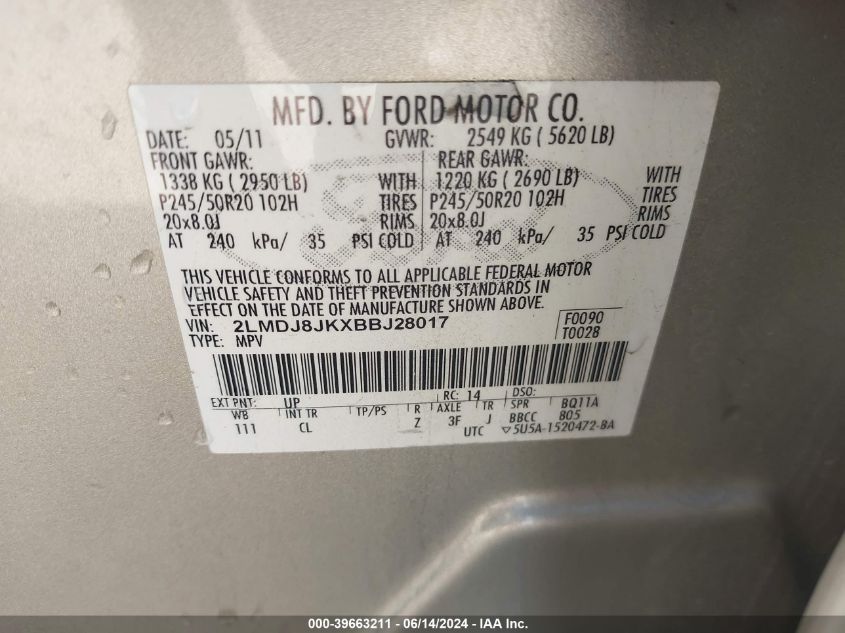 MFD. BY FORD MOTOR CO.
DATE: 05/11 GVWR: 2549 KG ( 5620 LB)
FRONT GAWR: REAR GAWR:
1338 KG ( 2950 LB) WITH 1220 KG ( 2690 LB) WITH
P245/50R20 102H TIRES P245/50R20 102H TIRES
20x8.0J RIMS 20x8.0J RIMS
AT 240 kPa/ 35 PSI COLD AT 240 kPa/ 35 PSI COLD
THIS VEHICLE CONFORMS TO ALL APPLICABLE FEDERAL MOTOR
VEHICLE SAFETY AND THEFT PREVENTION STANDARDS IN
EFFECT ON THE DATE OF MANUFACTURE SHOWN ABOVE.
VIN: 2LMDJ8JKXBBJ28017 F0090
TYPE: MPV T0028
EXT PNT: UP RC: 14 DSO:
WB INT TR TP/PS R AXLE TR SPR BQ11A
111 CL Z 3F J BBCC 805
UTC ▽5U5A-1520472-BA
000-39663211 - 06/14/2024 - IAA Inc.